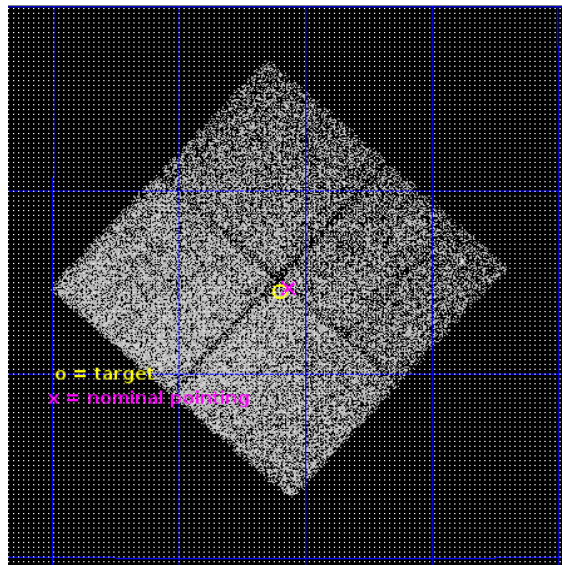 o = target
x = nominal pointing